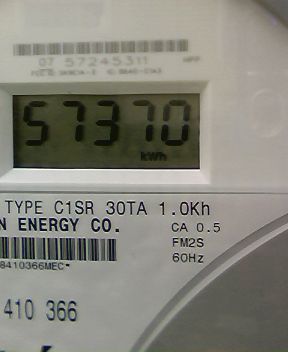 07 57245311
57370
kWh
TYPE C1SR 30TA 1.0Kh
N ENERGY CO.
CA 0.5
FM2S
60Hz
8410366MEC*
410 366